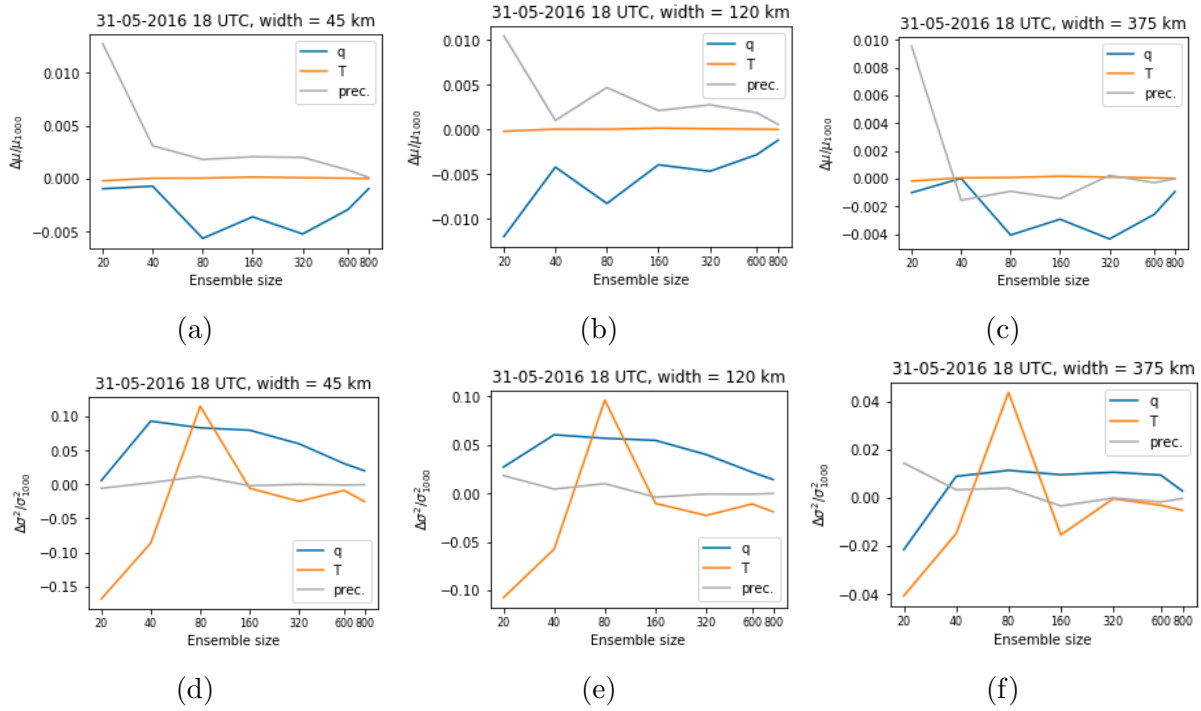 31-05-2016 18 UTC, width = 45 km
0.010
0.005
0.000
−0.005
Δμ/μ1000
q
T
prec.
20 40 80 160 320 600 800
Ensemble size
(a)
31-05-2016 18 UTC, width = 120 km
0.010
0.005
0.000
−0.005
−0.010
Δμ/μ1000
q
T
prec.
20 40 80 160 320 600 800
Ensemble size
(b)
31-05-2016 18 UTC, width = 375 km
0.010
0.008
0.006
0.004
0.002
0.000
−0.002
−0.004
Δμ/μ1000
q
T
prec.
20 40 80 160 320 600 800
Ensemble size
(c)
31-05-2016 18 UTC, width = 45 km
0.10
0.05
0.00
−0.05
−0.10
−0.15
Δσ²/σ²1000
q
T
prec.
20 40 80 160 320 600 800
Ensemble size
(d)
31-05-2016 18 UTC, width = 120 km
0.10
0.05
0.00
−0.05
−0.10
Δσ²/σ²1000
q
T
prec.
20 40 80 160 320 600 800
Ensemble size
(e)
31-05-2016 18 UTC, width = 375 km
0.04
0.02
0.00
−0.02
−0.04
Δσ²/σ²1000
q
T
prec.
20 40 80 160 320 600 800
Ensemble size
(f)